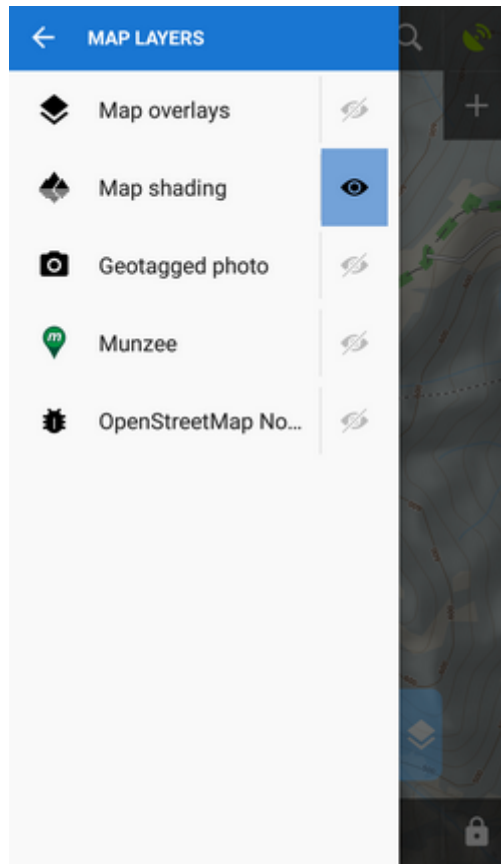 MAP LAYERS
Map overlays
Map shading
Geotagged photo
m
Munzee
OpenStreetMap No...